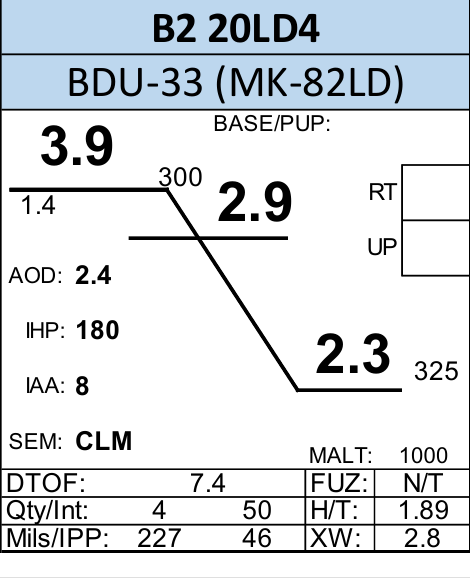 B2 20LD4
BDU-33 (MK-82LD)
BASE/PUP:
3.9
300
1.4
2.9
RT
UP
AOD: 2.4
IHP: 180
2.3
325
IAA: 8
SEM: CLM
MALT: 1000
DTOF: 7.4 FUZ: N/T
Qty/Int: 4 50 H/T: 1.89
Mils/IPP: 227 46 XW: 2.8